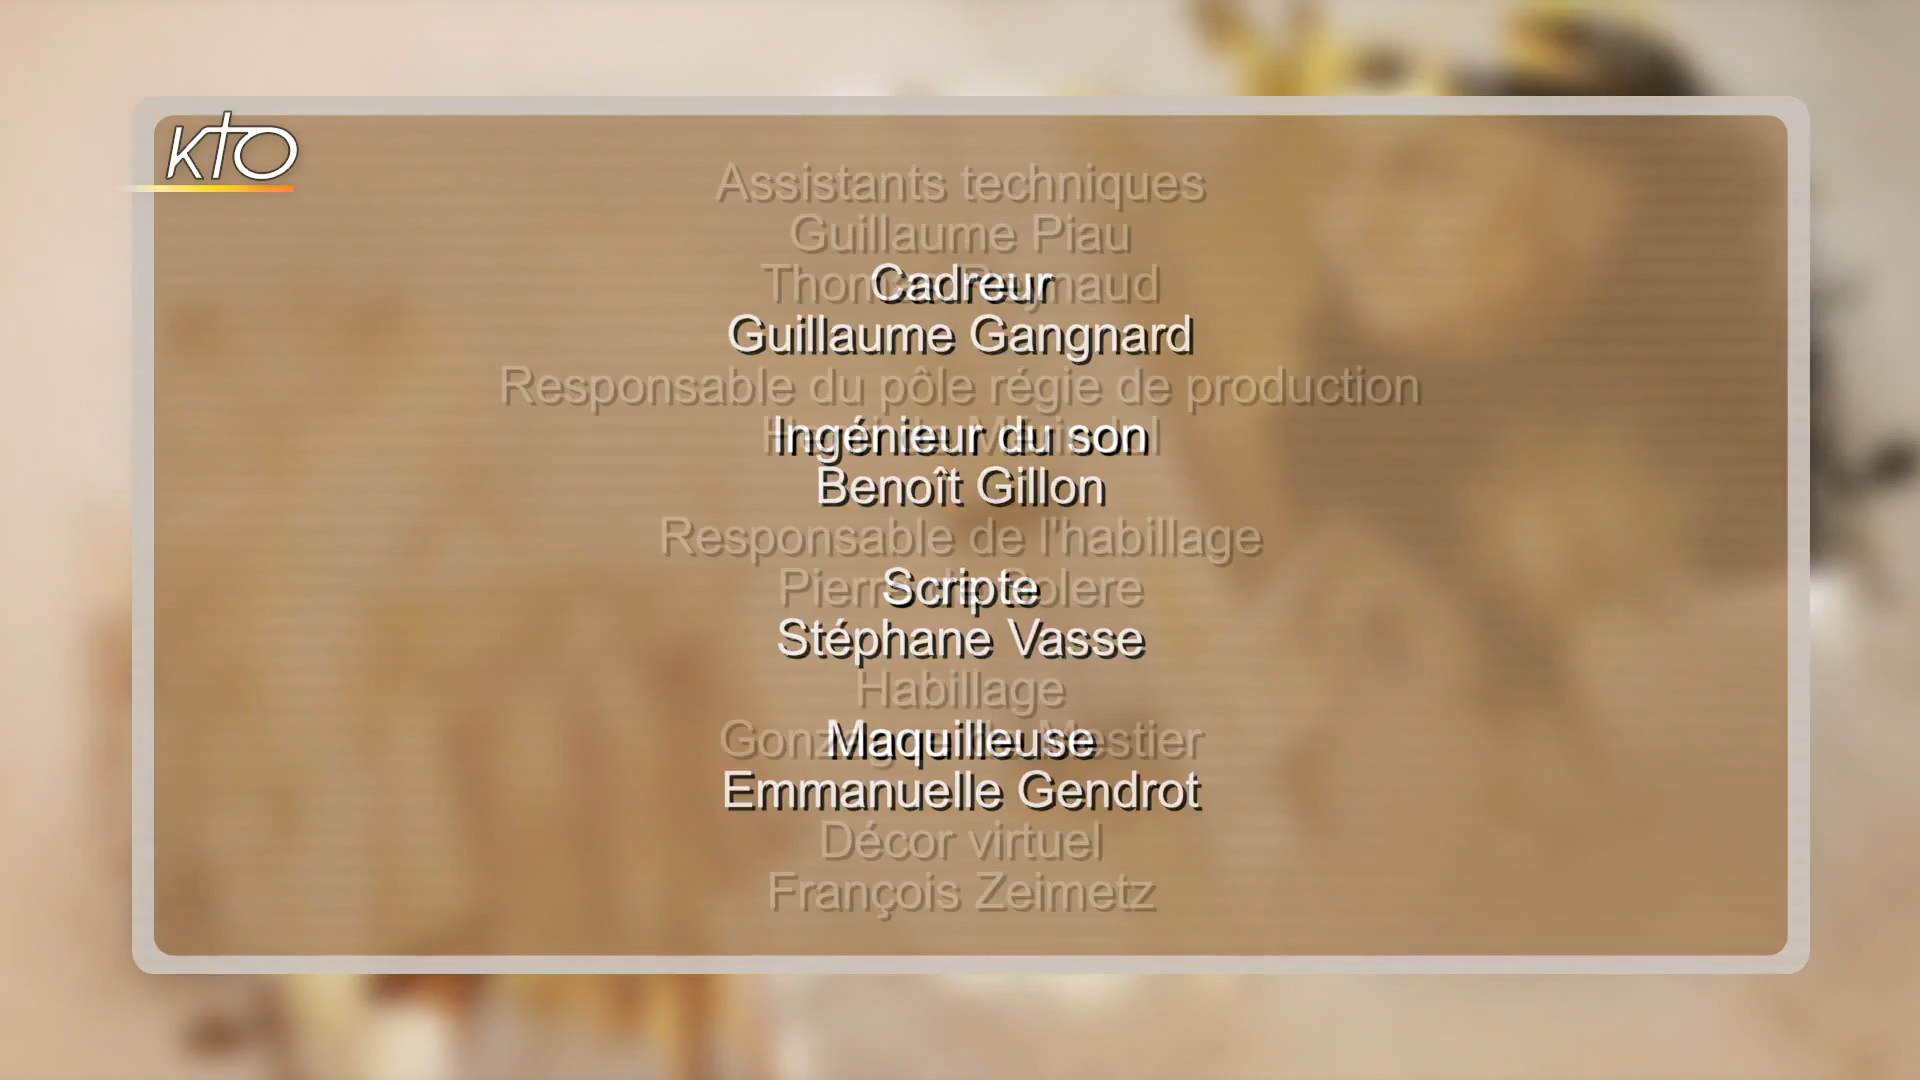 KTO
Assistants techniques
Guillaume Piau
Cadreur
Guillaume Gangnard
Responsable du pôle régie de production
Ingénieur du son
Benoît Gillon
Responsable de l'habillage
Scripte
Stéphane Vasse
Habillage
Maquilleuse
Emmanuelle Gendrot
Décor virtuel
François Zeimetz